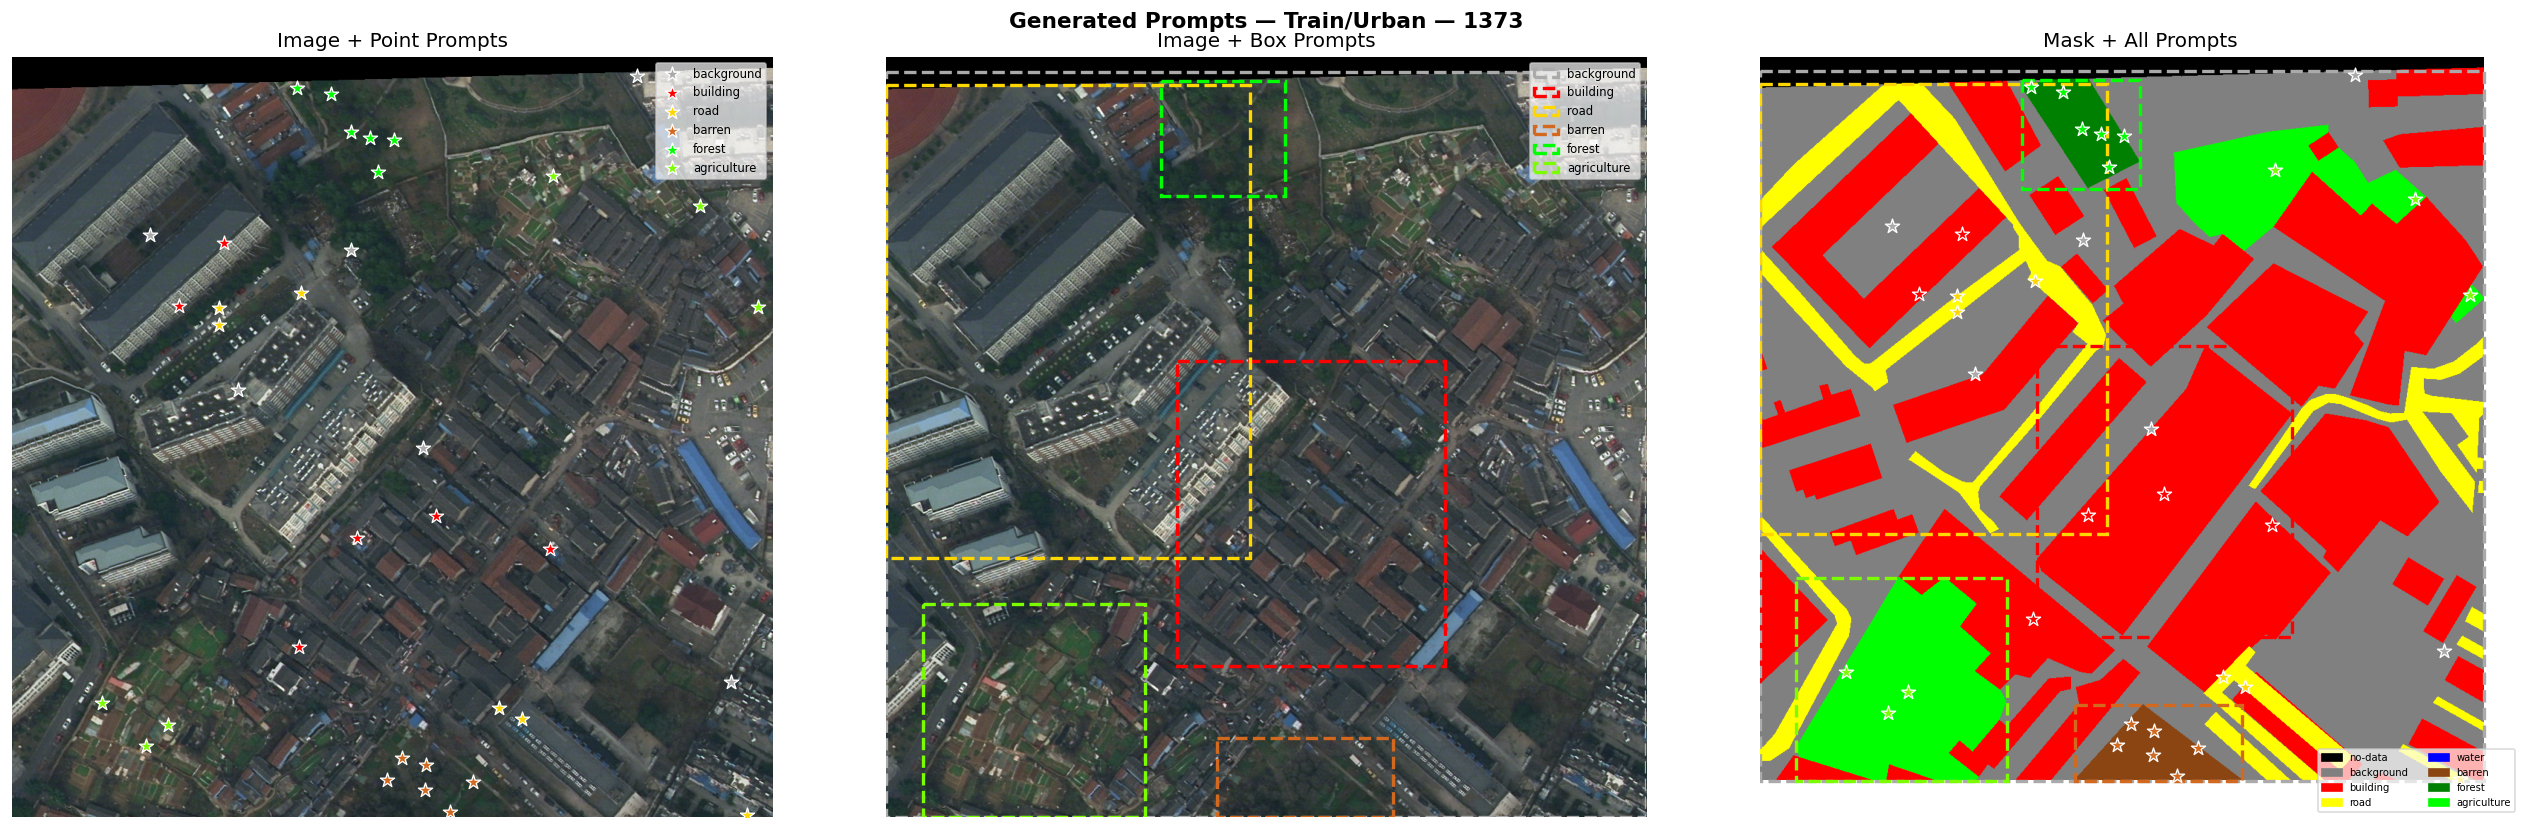 Generated Prompts — Train/Urban — 1373
Image + Point Prompts
Image + Box Prompts
Mask + All Prompts
background
building
road
barren
forest
agriculture
background
building
road
barren
forest
agriculture
no-data
background
building
road
water
barren
forest
agriculture